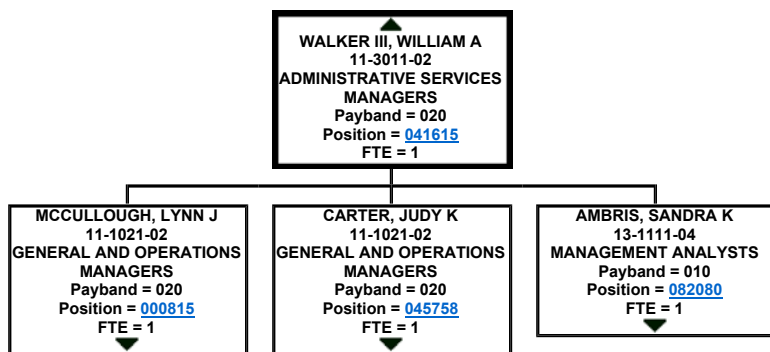 WALKER III, WILLIAM A
11-3011-02
ADMINISTRATIVE SERVICES
MANAGERS
Payband = 020
Position = 041615
FTE = 1
MCCULLOUGH, LYNN J
11-1021-02
GENERAL AND OPERATIONS
MANAGERS
Payband = 020
Position = 000815
FTE = 1
CARTER, JUDY K
11-1021-02
GENERAL AND OPERATIONS
MANAGERS
Payband = 020
Position = 045758
FTE = 1
AMBRIS, SANDRA K
13-1111-04
MANAGEMENT ANALYSTS
Payband = 010
Position = 082080
FTE = 1